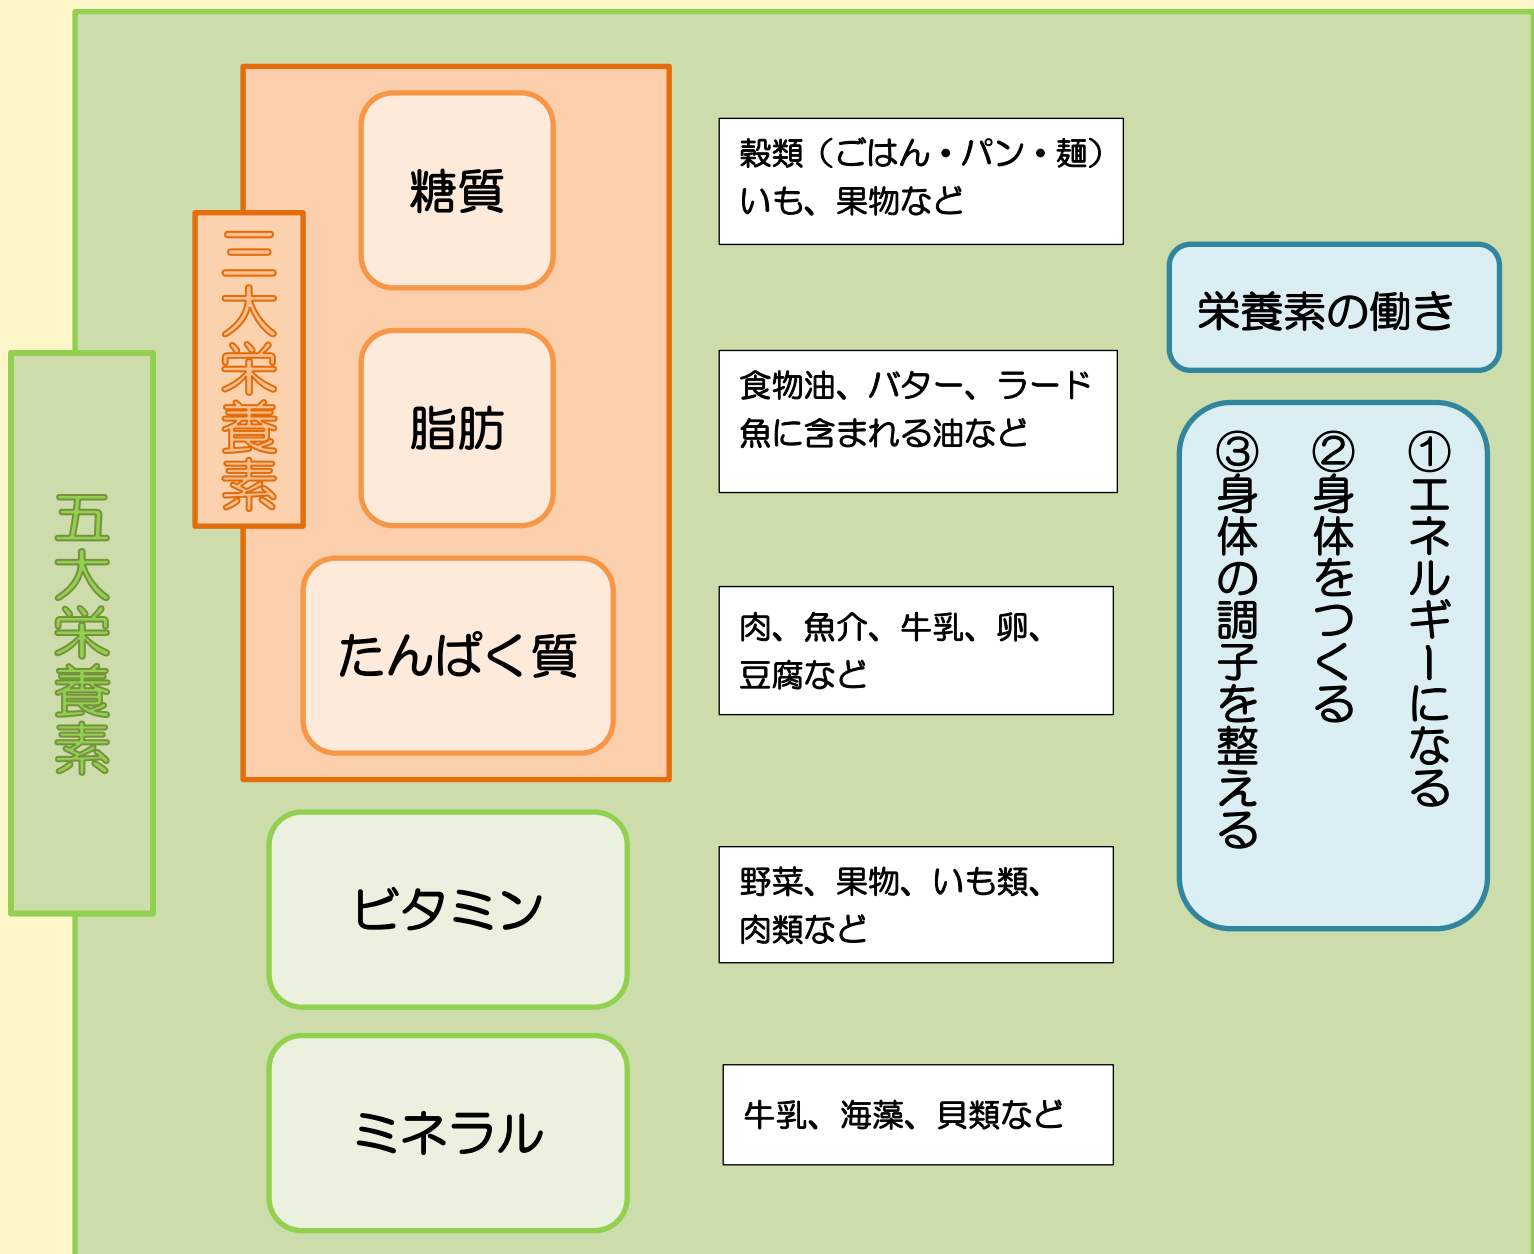 五大栄養素
三大栄養素
糖質
穀類（ごはん・パン・麺）
いも、果物など
脂肪
食物油、バター、ラード
魚に含まれる油など
たんぱく質
肉、魚介、牛乳、卵、
豆腐など
ビタミン
野菜、果物、いも類、
肉類など
ミネラル
牛乳、海藻、貝類など
栄養素の働き
①エネルギーになる
②身体をつくる
③身体の調子を整える